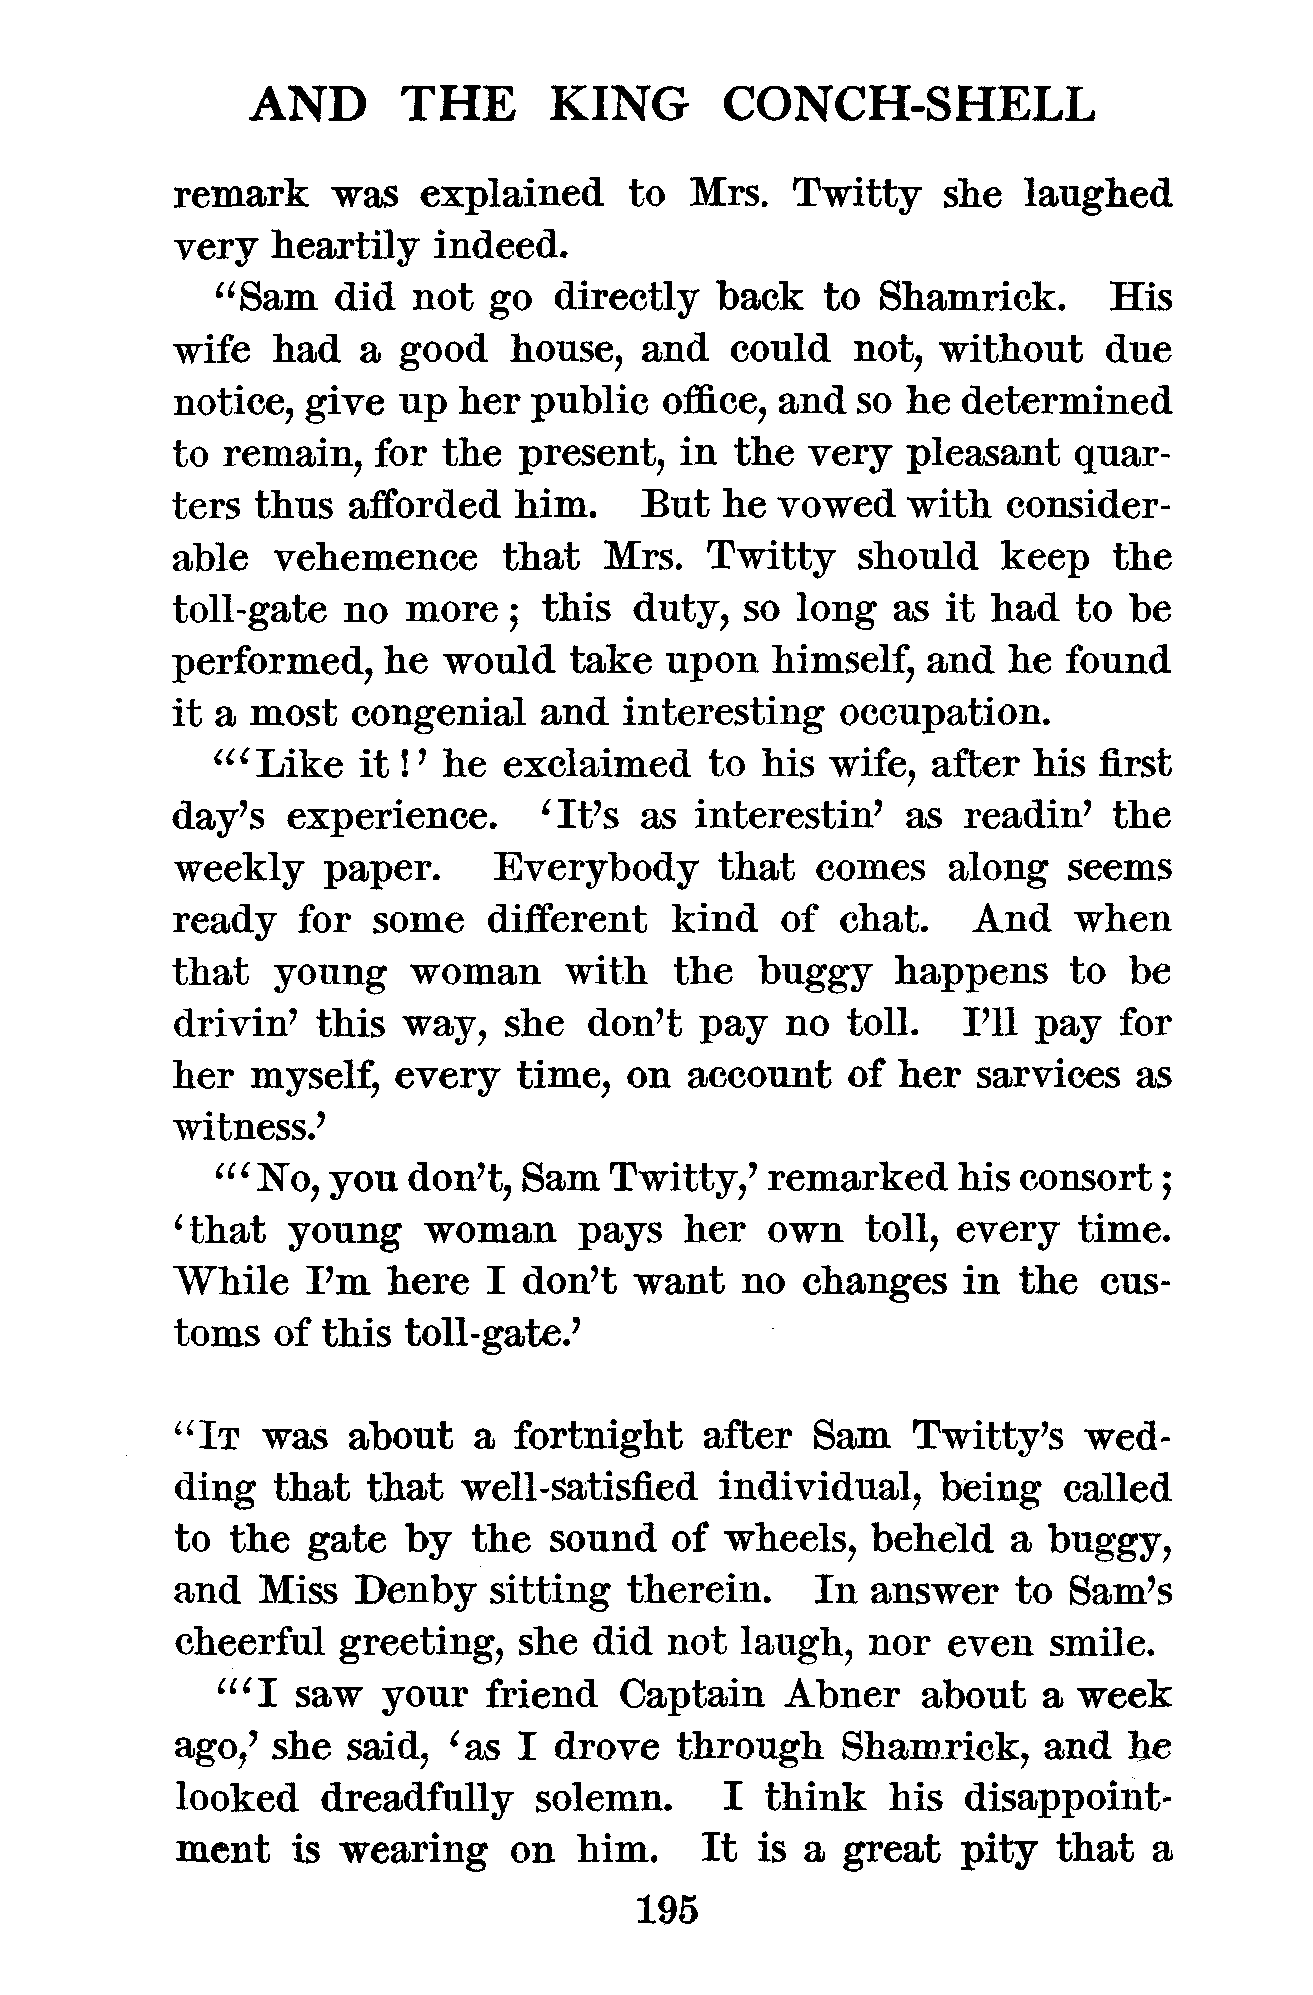 AND THE KING CONCH-SHELL
remark was explained to Mrs. Twitty she laughed
very heartily indeed.
“Sam did not go directly back to Shamrick. His
wife had a good house, and could not, without due
notice, give up her public office, and so he determined
to remain, for the present, in the very pleasant quar-
ters thus afforded him. But he vowed with consider-
able vehemence that Mrs. Twitty should keep the
toll-gate no more; this duty, so long as it had to be
performed, he would take upon himself, and he found
it a most congenial and interesting occupation.
“‘Like it!’ he exclaimed to his wife, after his first
day’s experience. ‘It’s as interestin’ as readin’ the
weekly paper. Everybody that comes along seems
ready for some different kind of chat. And when
that young woman with the buggy happens to be
drivin’ this way, she don’t pay no toll. I’ll pay for
her myself, every time, on account of her sarvices as
witness.’
“‘No, you don’t, Sam Twitty,’ remarked his consort;
‘that young woman pays her own toll, every time.
While I’m here I don’t want no changes in the cus-
toms of this toll-gate.’
“IT was about a fortnight after Sam Twitty’s wed-
ding that that well-satisfied individual, being called
to the gate by the sound of wheels, beheld a buggy,
and Miss Denby sitting therein. In answer to Sam’s
cheerful greeting, she did not laugh, nor even smile.
“‘I saw your friend Captain Abner about a week
ago,’ she said, ‘as I drove through Shamrick, and he
looked dreadfully solemn. I think his disappoint-
ment is wearing on him. It is a great pity that a
195